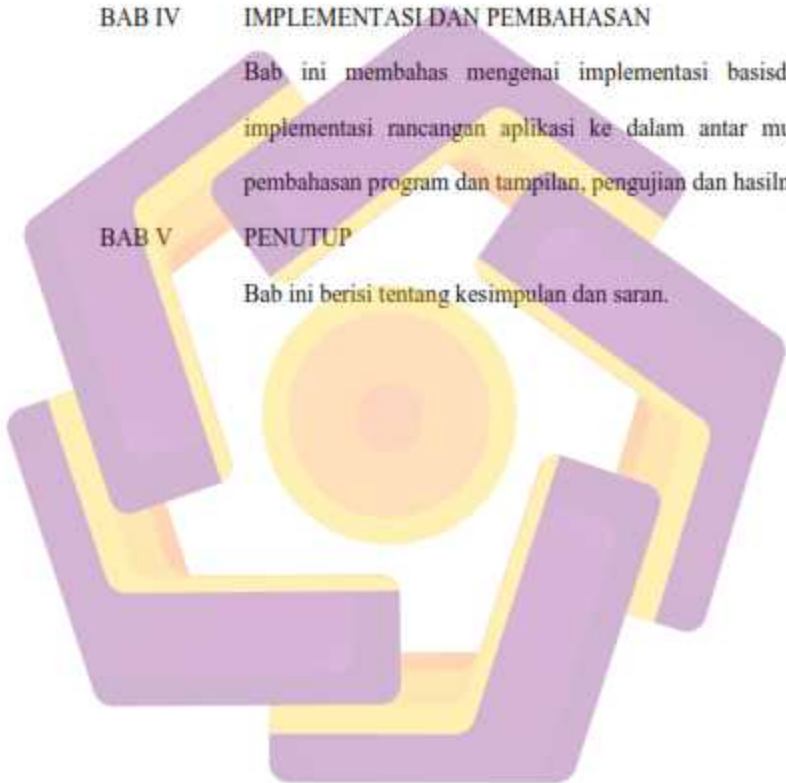 BAB IV IMPLEMENTASI DAN PEMBAHASAN
Bab ini membahas mengenai implementasi
implementasi rancangan aplikasi ke dalam antar
pembahasan program dan tampilan, pengujian dan
BAB V PENUTUP
Bab ini berisi tentang kesimpulan dan saran.